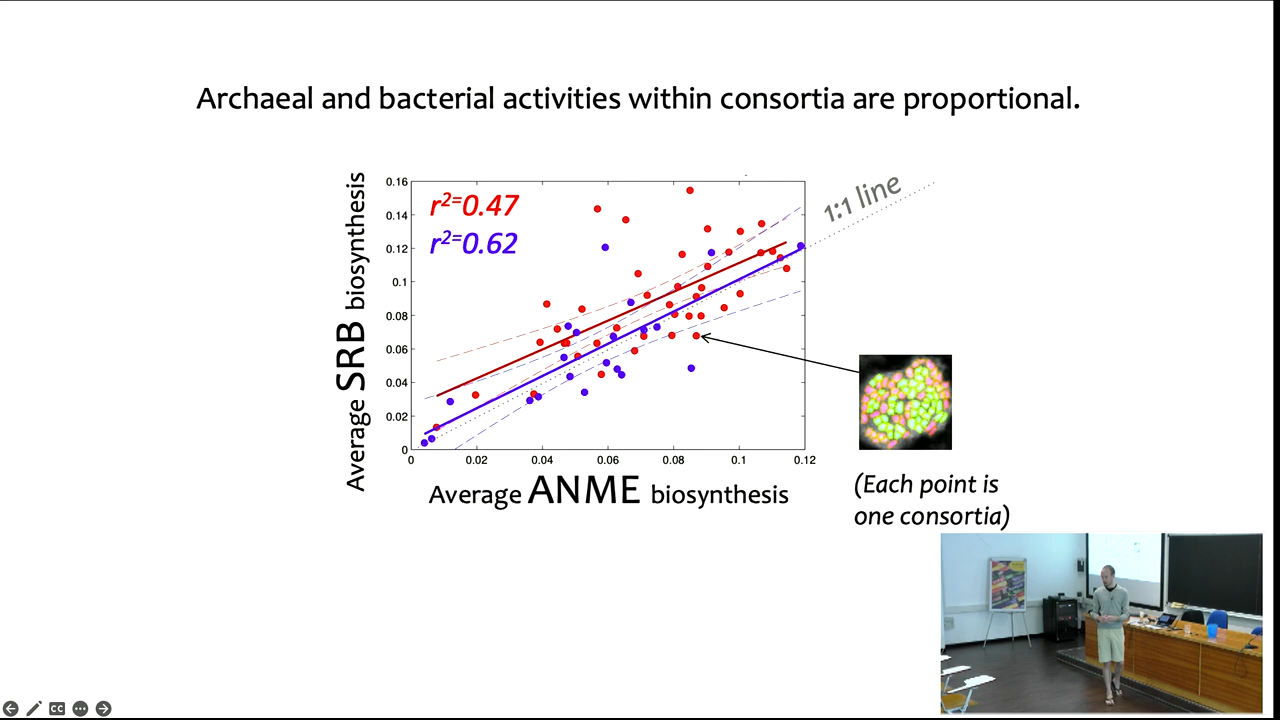 Archaeal and bacterial activities within consortia are proportional.
Average SRB biosynthesis
r²=0.47
r²=0.62
1:1 line
0.16
0.14
0.12
0.1
0.08
0.06
0.04
0.02
0
0 0.02 0.04 0.06 0.08 0.1 0.12
Average ANME biosynthesis
(Each point is
one consortia)
CC